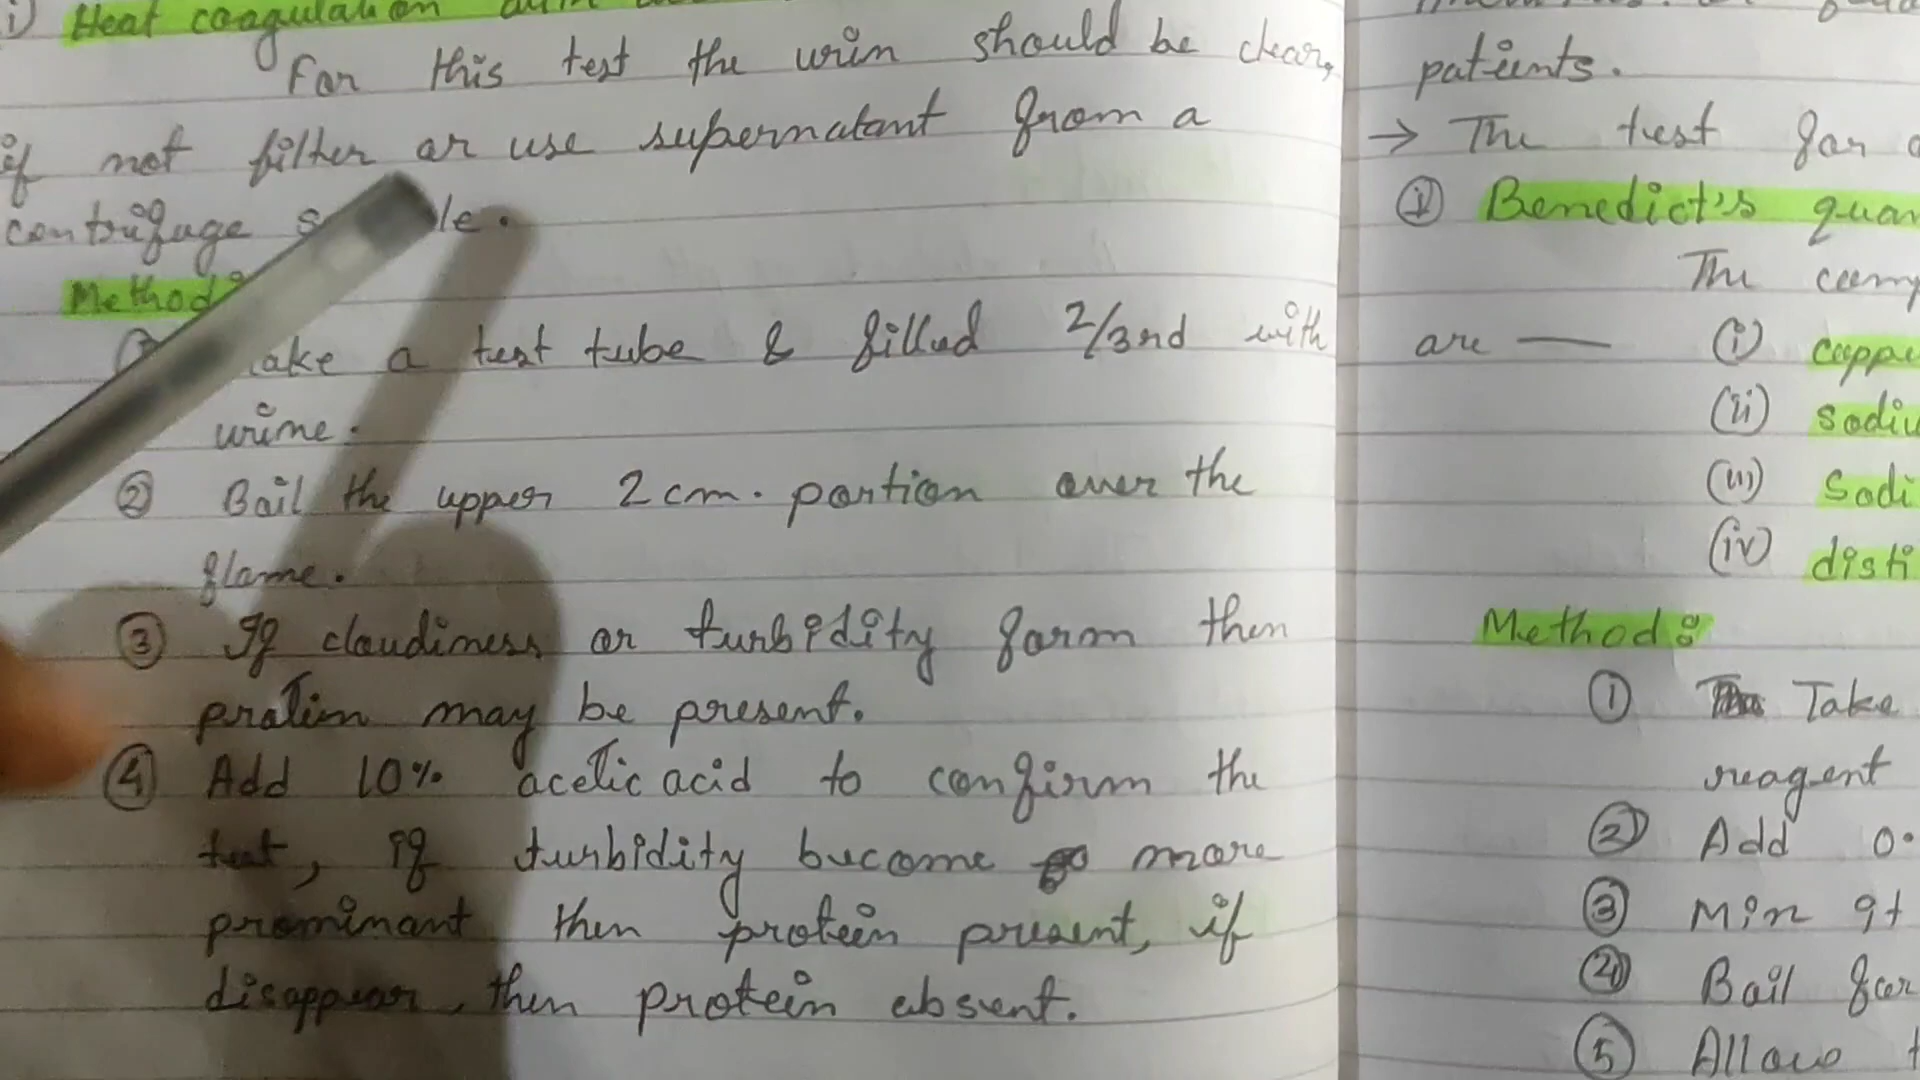 i) Heat coagulation
For this test the urin should be clear,
if not filter or use supernatant from a
centrifuge
Method:
a test tube & filled 2/3nd with
urine.
② Boil the upper 2 cm. portion over the
flame.
③ If cloudiness or turbidity form then
protien may be present.
④ Add 10% acetic acid to confirm the
test, if turbidity become more
prominant then protein present, if
disappear, then protein absent.
patients.
→ The test for
① Benedict's
The
are — (i)
(ii)
(iii)
(iv)
Method:
① Take
reagent
② Add
③ Mix it
④ Boil for
⑤ Allow